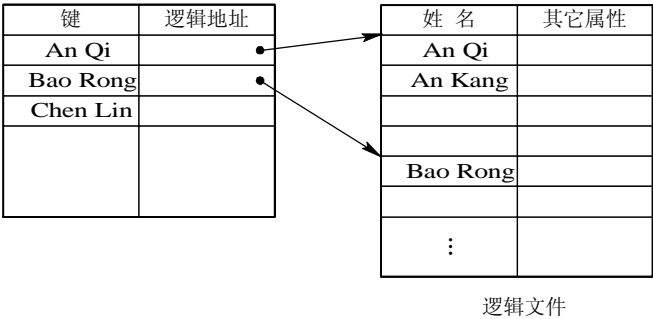 键 逻辑地址
An Qi
Bao Rong
Chen Lin
姓 名 其它属性
An Qi
An Kang
Bao Rong
⋮
逻辑文件